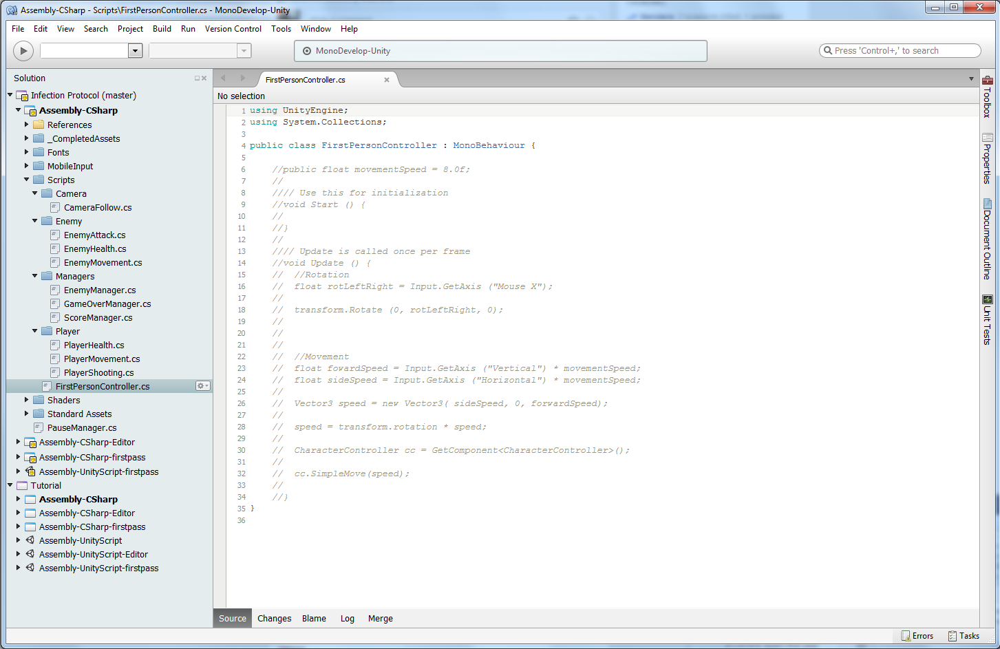 Assembly-CSharp - Scripts\FirstPersonController.cs - MonoDevelop-Unity
File Edit View Search Project Build Run Version Control Tools Window Help
MonoDevelop-Unity
Press 'Control+,' to search
Solution
Infection Protocol (master)
Assembly-CSharp
References
_CompletedAssets
Fonts
MobileInput
Scripts
Camera
CameraFollow.cs
Enemy
EnemyAttack.cs
EnemyHealth.cs
EnemyMovement.cs
Managers
EnemyManager.cs
GameOverManager.cs
ScoreManager.cs
Player
PlayerHealth.cs
PlayerMovement.cs
PlayerShooting.cs
FirstPersonController.cs
Shaders
Standard Assets
PauseManager.cs
Assembly-CSharp-Editor
Assembly-CSharp-firstpass
Assembly-UnityScript-firstpass
Tutorial
Assembly-CSharp
Assembly-CSharp-Editor
Assembly-CSharp-firstpass
Assembly-UnityScript
Assembly-UnityScript-Editor
Assembly-UnityScript-firstpass
FirstPersonController.cs
No selection
1 using UnityEngine;
2 using System.Collections;
3
4 public class FirstPersonController : MonoBehaviour {
5
6 //public float movementSpeed = 8.0f;
7 //
8 //// Use this for initialization
9 //void Start () {
10 //
11 //}
12 //
13 //// Update is called once per frame
14 //void Update () {
15 // //Rotation
16 // float rotLeftRight = Input.GetAxis ("Mouse X");
17 //
18 // transform.Rotate (0, rotLeftRight, 0);
19 //
20 //
21 //
22 // //Movement
23 // float fowardSpeed = Input.GetAxis ("Vertical") * movementSpeed;
24 // float sideSpeed = Input.GetAxis ("Horizontal") * movementSpeed;
25 //
26 // Vector3 speed = new Vector3( sideSpeed, 0, forwardSpeed);
27 //
28 // speed = transform.rotation * speed;
29 //
30 // CharacterController cc = GetComponent<CharacterController>();
31 //
32 // cc.SimpleMove(speed);
33 //
34 //}
35 }
36
Source Changes Blame Log Merge
Toolbox
Properties
Document Outline
Unit Tests
Errors Tasks